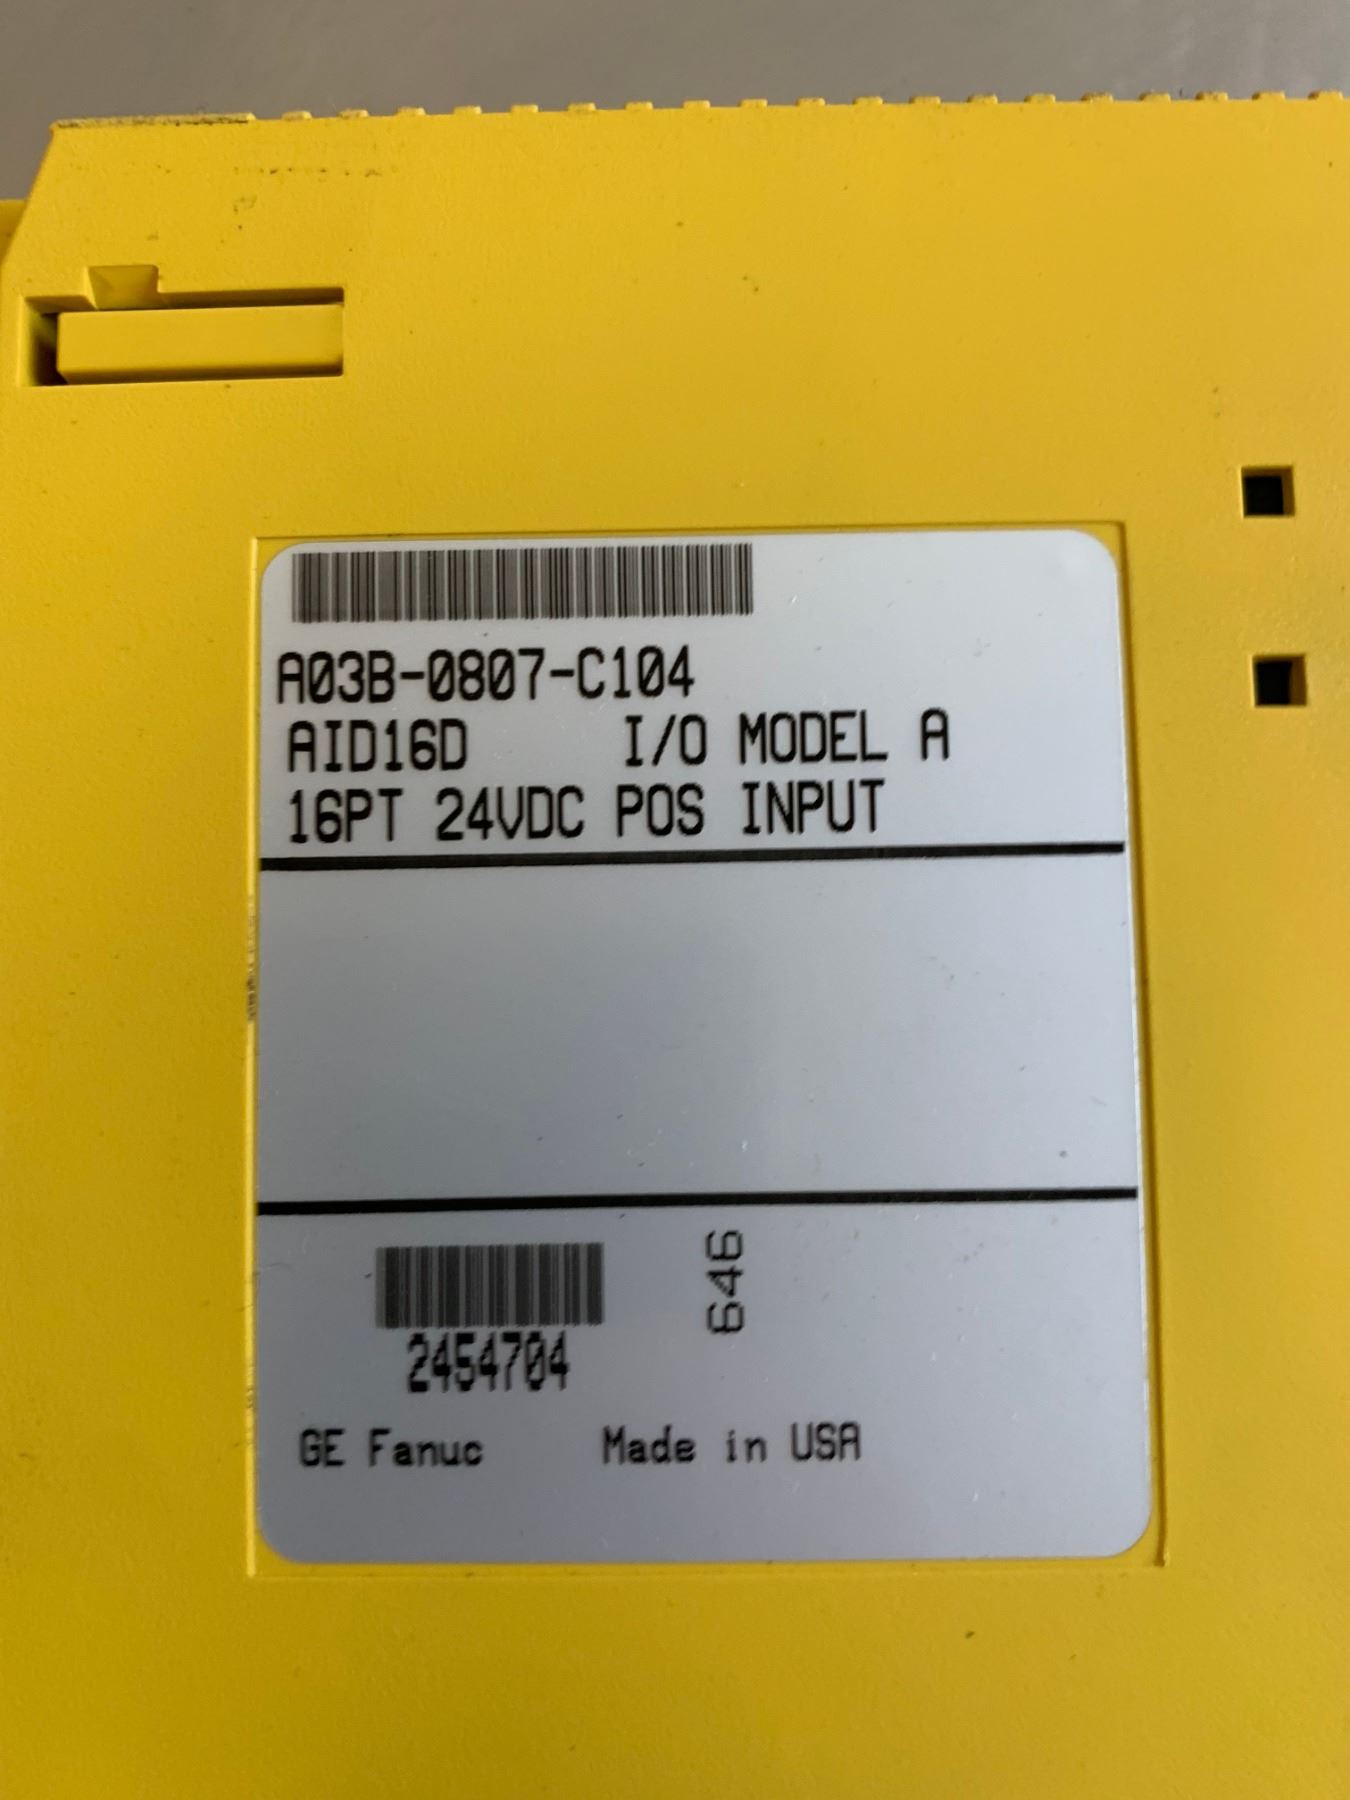 A03B-0807-C104
AID16D I/O MODEL A
16PT 24VDC POS INPUT
646
2454704
GE Fanuc Made in USA